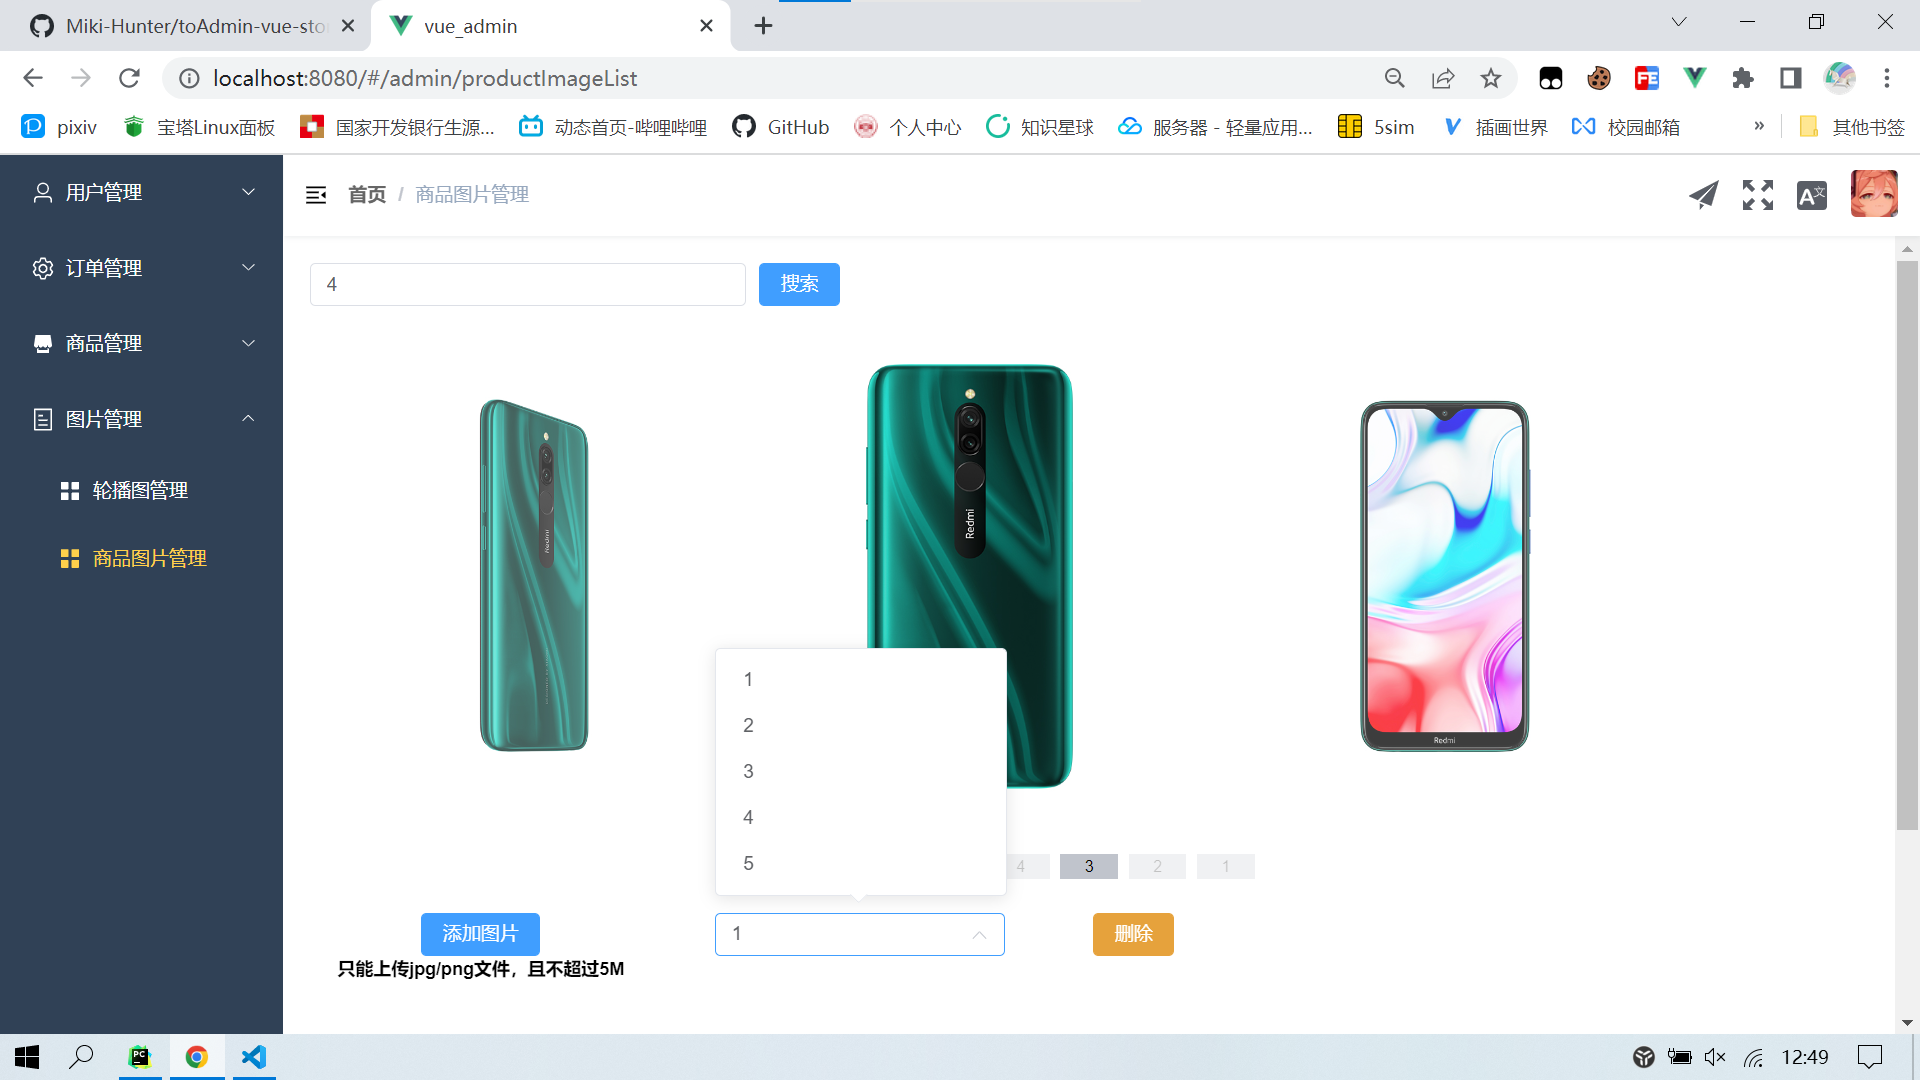 Miki-Hunter/toAdmin-vue-sto
vue_admin
localhost:8080/#/admin/productImageList
pixiv
宝塔Linux面板
国家开发银行生源...
动态首页-哔哩哔哩
GitHub
个人中心
知识星球
服务器 - 轻量应用...
5sim
插画世界
校园邮箱
»
其他书签
用户管理
订单管理
商品管理
图片管理
轮播图管理
商品图片管理
首页 / 商品图片管理
4
搜索
Redmi
Redmi
Redmi
1
2
3
4
5
4 3 2 1
添加图片
1
删除
只能上传jpg/png文件，且不超过5M
12:49